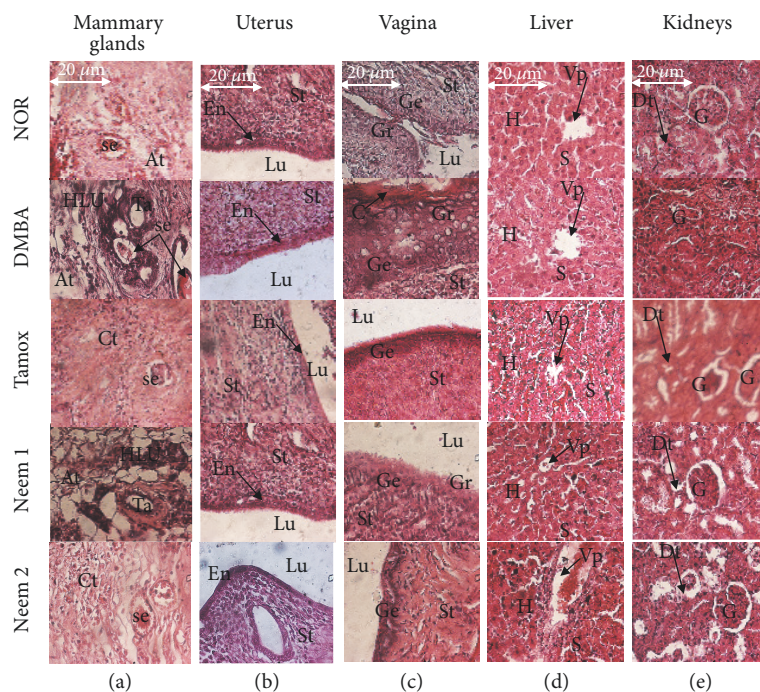 Mammary glands
Uterus
Vagina
Liver
Kidneys
NOR
20 μm
se
At
20 μm
En
St
Lu
20 μm
St
Ge
Gr
Lu
20 μm
Vp
H
S
20 μm
Dt
G
DMBA
HLU
Ta
se
At
St
En
Lu
C
Gr
Ge
St
Vp
H
S
G
Tamox
Ct
se
En
Lu
St
Lu
Ge
St
Vp
H
S
Dt
G
G
Neem 1
HLU
At
Ta
St
En
Lu
Lu
Ge
Gr
St
Vp
H
S
Dt
G
Neem 2
Ct
se
En
Lu
St
Lu
Ge
St
Vp
H
S
Dt
G
(a)
(b)
(c)
(d)
(e)